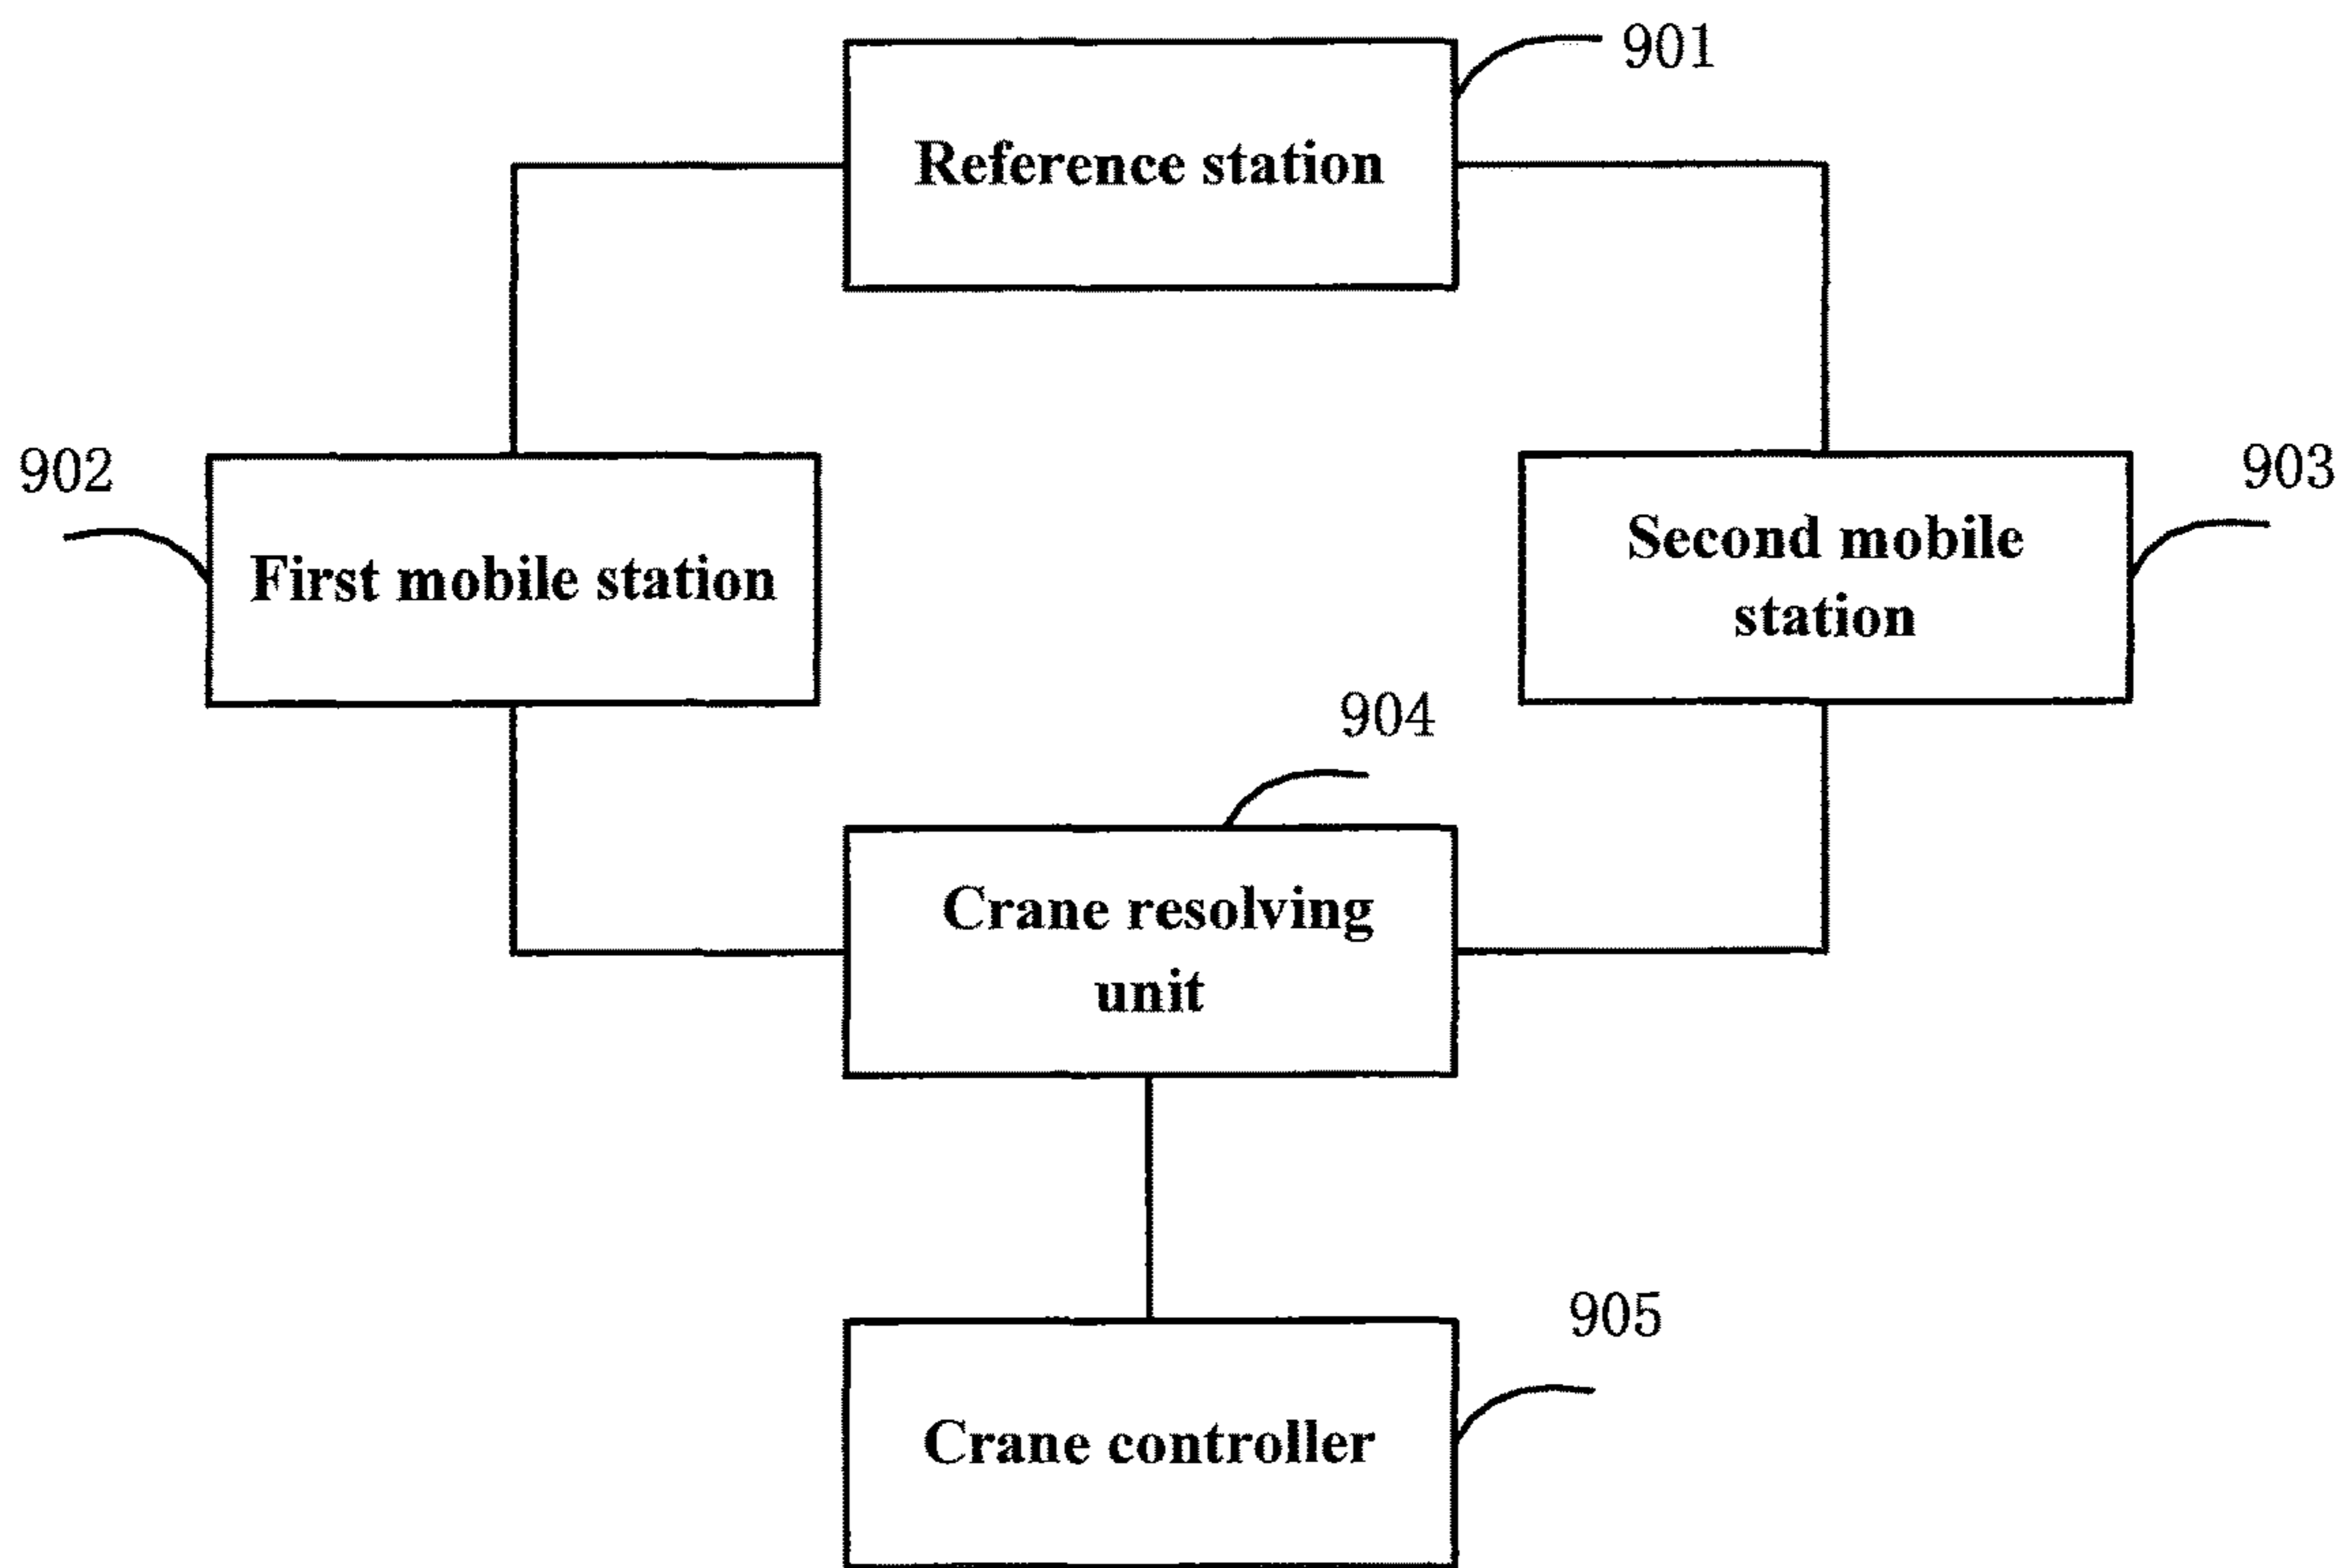 901
Reference station
902
First mobile station
903
Second mobile
station
904
Crane resolving
unit
905
Crane controller